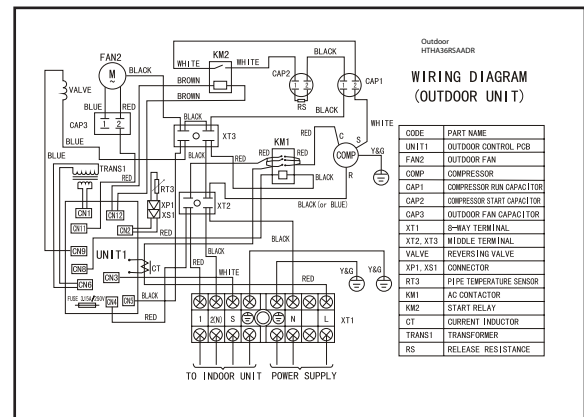 Outdoor
HTHA36RSAADR
WIRING DIAGRAM
(OUTDOOR UNIT)
FAN2
M
~
BLACK
BROWN
BROWN
WHITE
KM2
WHITE
BLACK
CAP2
RS
CAP1
WHITE
VALVE
BLUE
RED
CAP3
1
2
BLUE
BLUE
TRANS1
RED
BLACK
XT3
BLACK
BLACK
RED
RED
KM1
RED
RED
BLACK
C
S
COMP
R
Y&G
RT3
XP1
XS1
XT2
BLACK(or BLUE)
CN1
CN11
CN12
CN2
RED
CN9
CN8
CN6
UNIT1
CN3
CT
FUSE 3.15A/250V
CN4
CN5
BLACK
RED
RED
BLACK
WHITE
BLACK
RED
Y&G
Y&G
1
2(N)
S
N
L
XT1
TO INDOOR UNIT
POWER SUPPLY
CODE PART NAME
UNIT1 OUTDOOR CONTROL PCB
FAN2 OUTDOOR FAN
COMP COMPRESSOR
CAP1 COMPRESSOR RUN CAPACITOR
CAP2 COMPRESSOR START CAPACITOR
CAP3 OUTDOOR FAN CAPACITOR
XT1 8-WAY TERMINAL
XT2, XT3 MIDDLE TERMINAL
VALVE REVERSING VALVE
XP1, XS1 CONNECTOR
RT3 PIPE TEMPERATURE SENSOR
KM1 AC CONTACTOR
KM2 START RELAY
CT CURRENT INDUCTOR
TRANS1 TRANSFORMER
RS RELEASE RESISTANCE